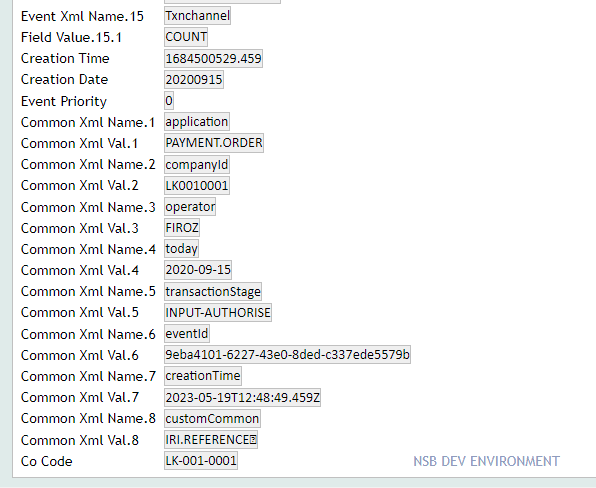 Event Xml Name.15 Txnchannel
Field Value.15.1 COUNT
Creation Time 1684500529.459
Creation Date 20200915
Event Priority 0
Common Xml Name.1 application
Common Xml Val.1 PAYMENT.ORDER
Common Xml Name.2 companyId
Common Xml Val.2 LK0010001
Common Xml Name.3 operator
Common Xml Val.3 FIROZ
Common Xml Name.4 today
Common Xml Val.4 2020-09-15
Common Xml Name.5 transactionStage
Common Xml Val.5 INPUT-AUTHORISE
Common Xml Name.6 eventId
Common Xml Val.6 9eba4101-6227-43e0-8ded-c337ede5579b
Common Xml Name.7 creationTime
Common Xml Val.7 2023-05-19T12:48:49.459Z
Common Xml Name.8 customCommon
Common Xml Val.8 IRI.REFERENCE
Co Code LK-001-0001
NSB DEV ENVIRONMENT